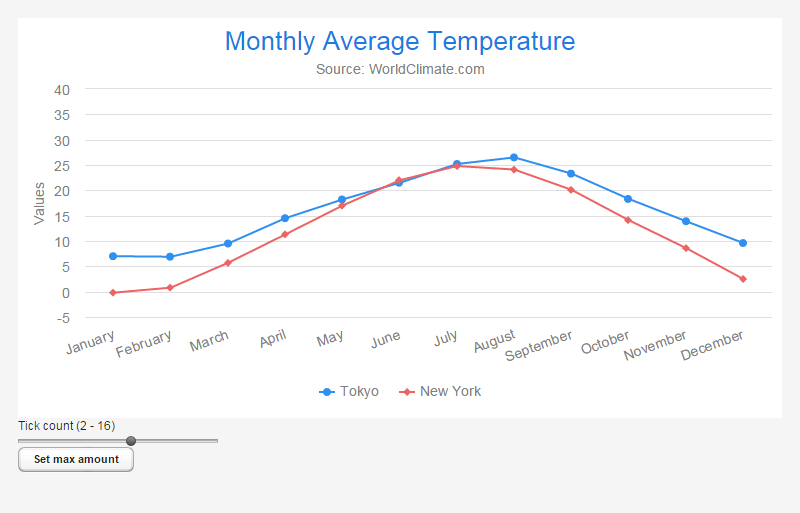 Monthly Average Temperature
Source: WorldClimate.com
40
35
30
25
20
15
10
5
0
-5
Values
January February March April May June July August September October November December
Tokyo New York
Tick count (2 - 16)
Set max amount